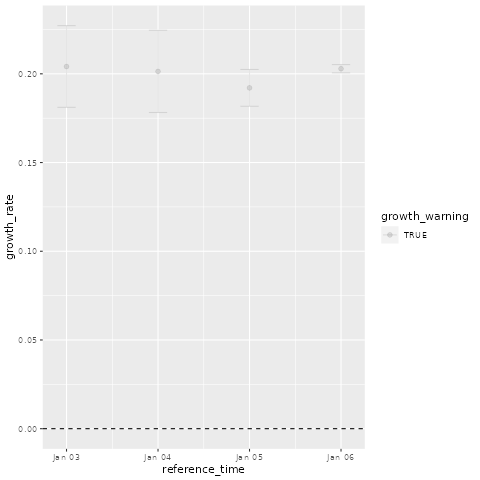 0.20
0.15
0.10
0.05
0.00
growth_rate
Jan 03 Jan 04 Jan 05 Jan 06
reference_time
growth_warning
TRUE